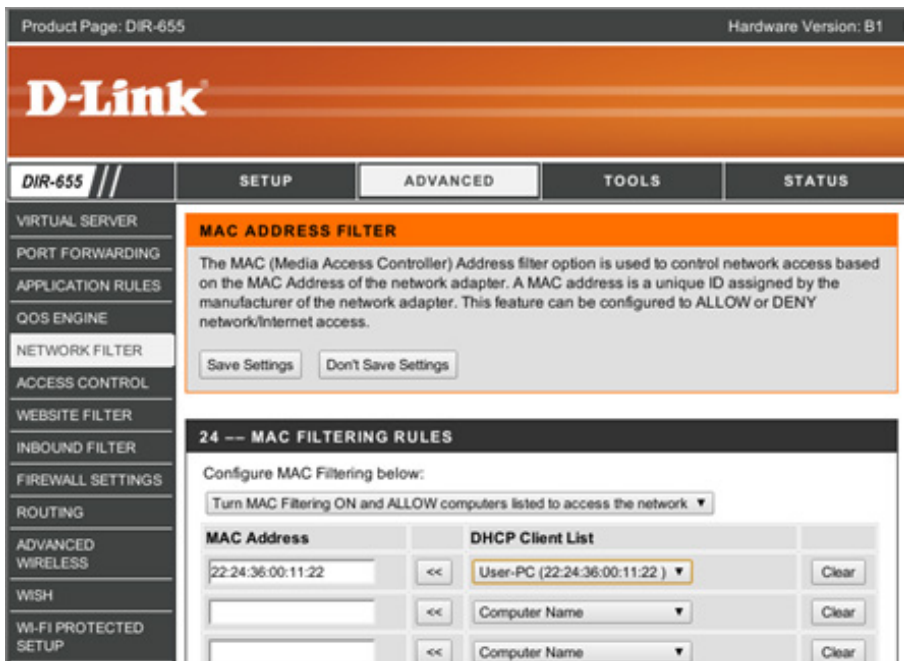 Product Page: DIR-655 Hardware Version: B1
D-Link
DIR-655 SETUP ADVANCED TOOLS STATUS
VIRTUAL SERVER
PORT FORWARDING
APPLICATION RULES
QOS ENGINE
NETWORK FILTER
ACCESS CONTROL
WEBSITE FILTER
INBOUND FILTER
FIREWALL SETTINGS
ROUTING
ADVANCED
WIRELESS
WISH
WI-FI PROTECTED
SETUP
MAC ADDRESS FILTER
The MAC (Media Access Controller) Address filter option is used to control network access based
on the MAC Address of the network adapter. A MAC address is a unique ID assigned by the
manufacturer of the network adapter. This feature can be configured to ALLOW or DENY
network/Internet access.
Save Settings Don't Save Settings
24 –– MAC FILTERING RULES
Configure MAC Filtering below:
Turn MAC Filtering ON and ALLOW computers listed to access the network
MAC Address DHCP Client List
22:24:36:00:11:22 << User-PC (22:24:36:00:11:22 ) Clear
<< Computer Name Clear
<< Computer Name Clear